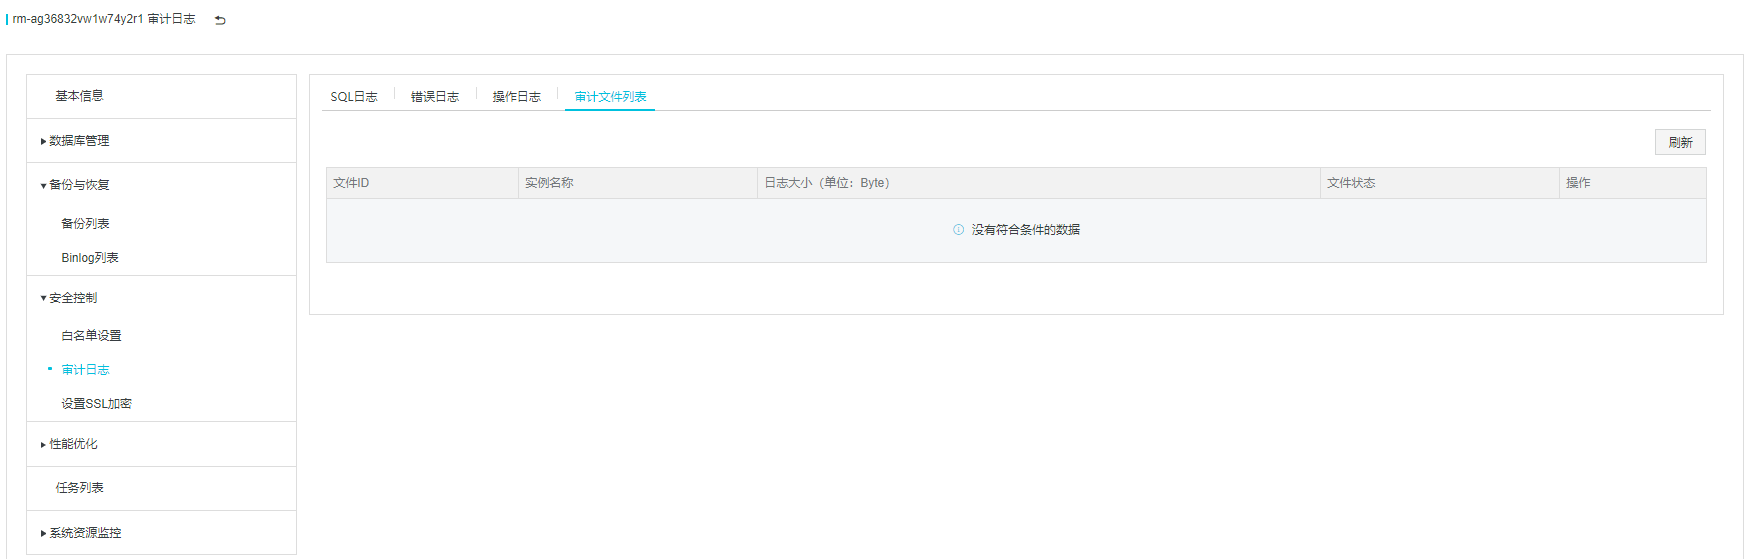 rm-ag36832vw1w74y2r1 审计日志
基本信息
数据库管理
备份与恢复
备份列表
Binlog列表
安全控制
白名单设置
审计日志
设置SSL加密
性能优化
任务列表
系统资源监控
SQL日志 错误日志 操作日志 审计文件列表
刷新
文件ID 实例名称 日志大小（单位：Byte） 文件状态 操作
没有符合条件的数据